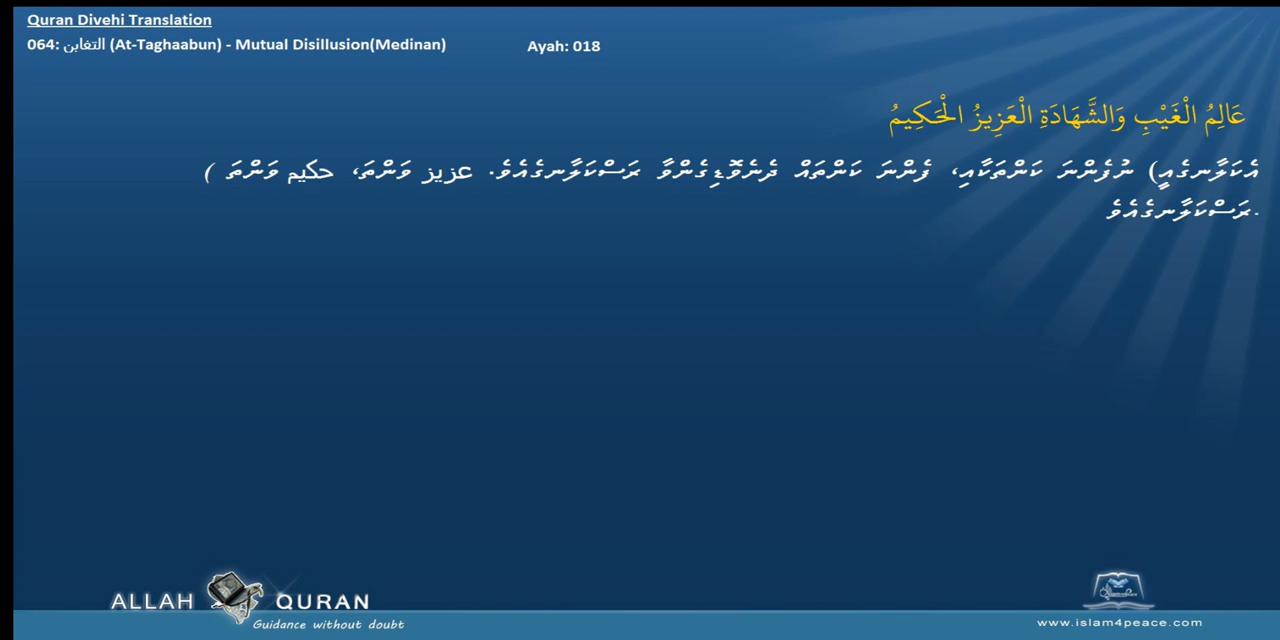 Quran Divehi Translation
064: التغابن (At-Taghaabun) - Mutual Disillusion(Medinan) Ayah: 018
عَالِمُ الْغَيْبِ وَالشَّهَادَةِ الْعَزِيزُ الْحَكِيمُ
އެކަލާނގެއީ) ނުފެންނަ ކަންތަކާއި، ފެންނަ ކަންތައް ދެނެވޮޑިގެންވާ ރަސްކަލާނގެއެވެ. عزيز ވަންތަ، حكيم ވަންތަ )
.ރަސްކަލާނގެއެވެ
ALLAH QURAN
Guidance without doubt
www.islam4peace.com